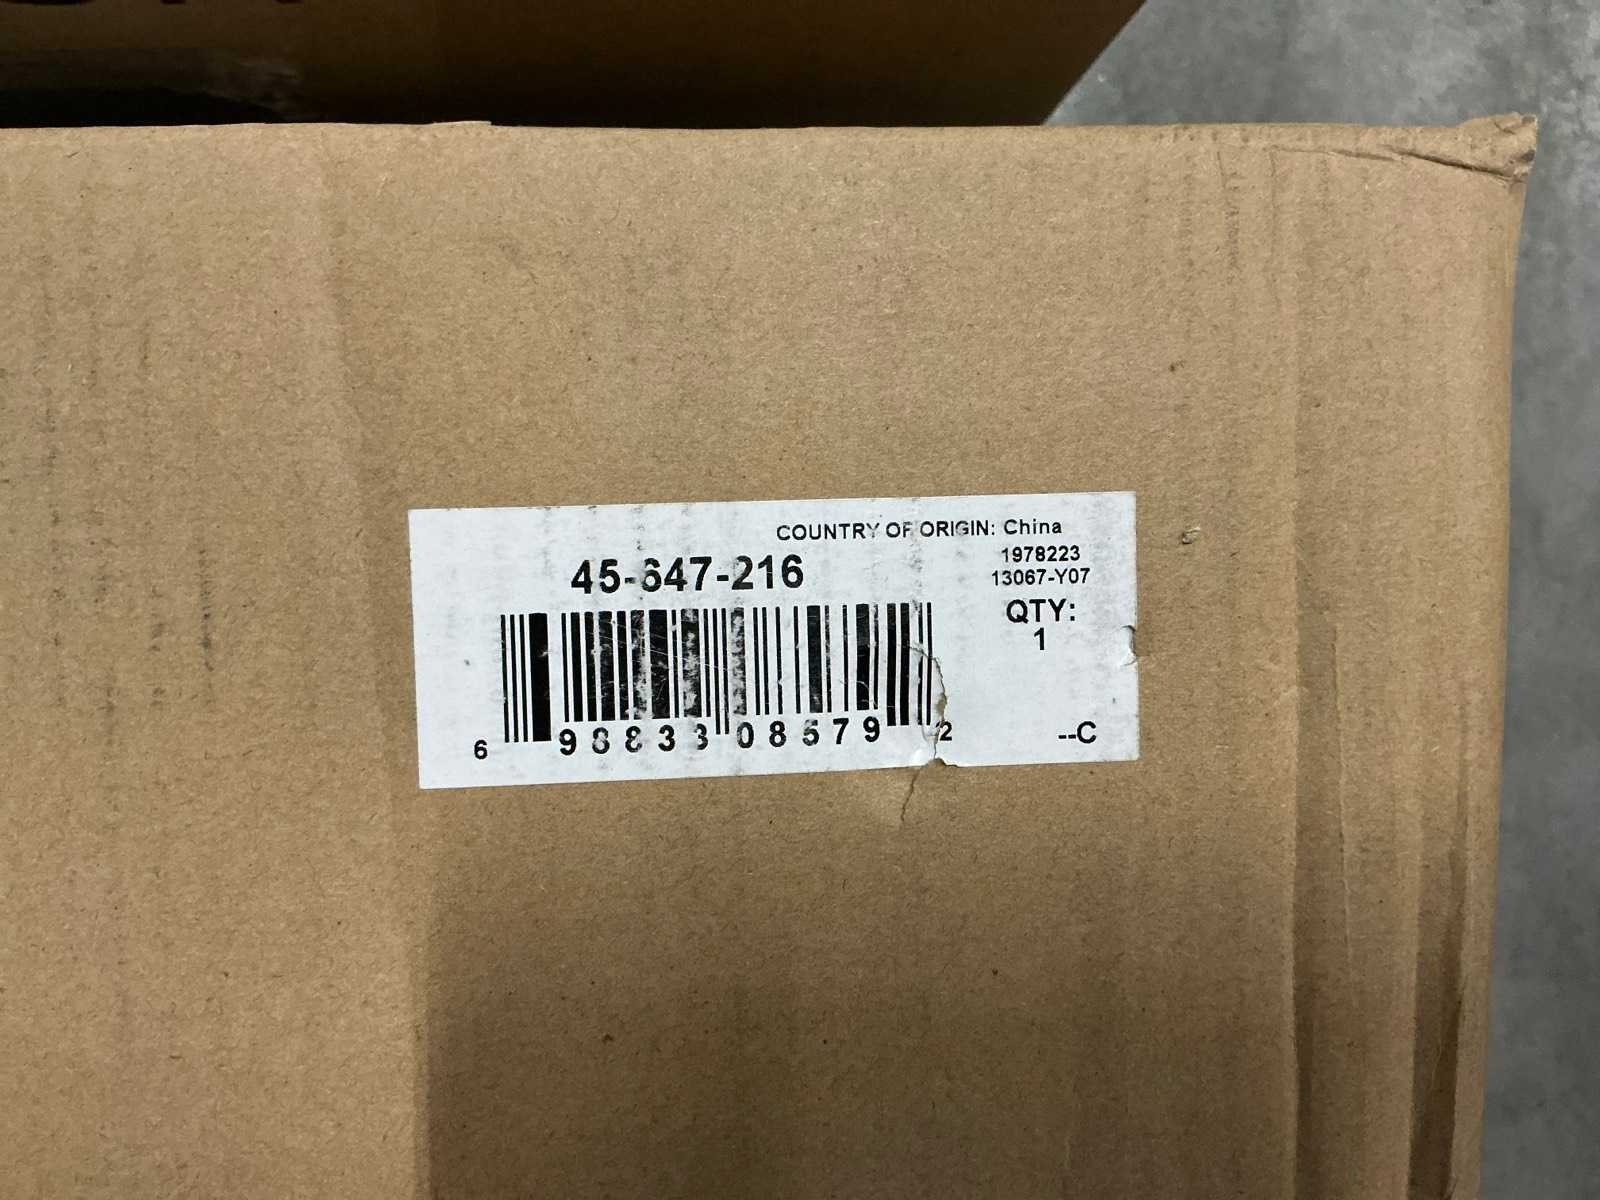 COUNTRY OF ORIGIN: China
45-647-216
1978223
13067-Y07
QTY:
1
6 98833 08579 2
--C